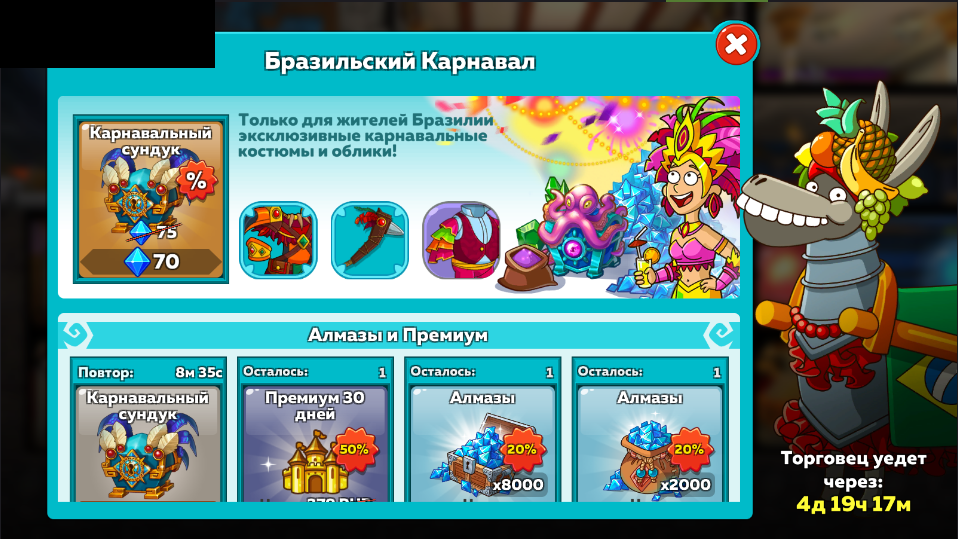 Бразильский Карнавал
Карнавальный
сундук
%
75
70
Только для жителей Бразилии
эксклюзивные карнавальные
костюмы и облики!
Алмазы и Премиум
Повтор: 8м 35с
Карнавальный
сундук
Осталось: 1
Премиум 30
дней
50%
Осталось: 1
Алмазы
20%
x8000
Осталось: 1
Алмазы
20%
x2000
Торговец уедет
через:
4д 19ч 17м